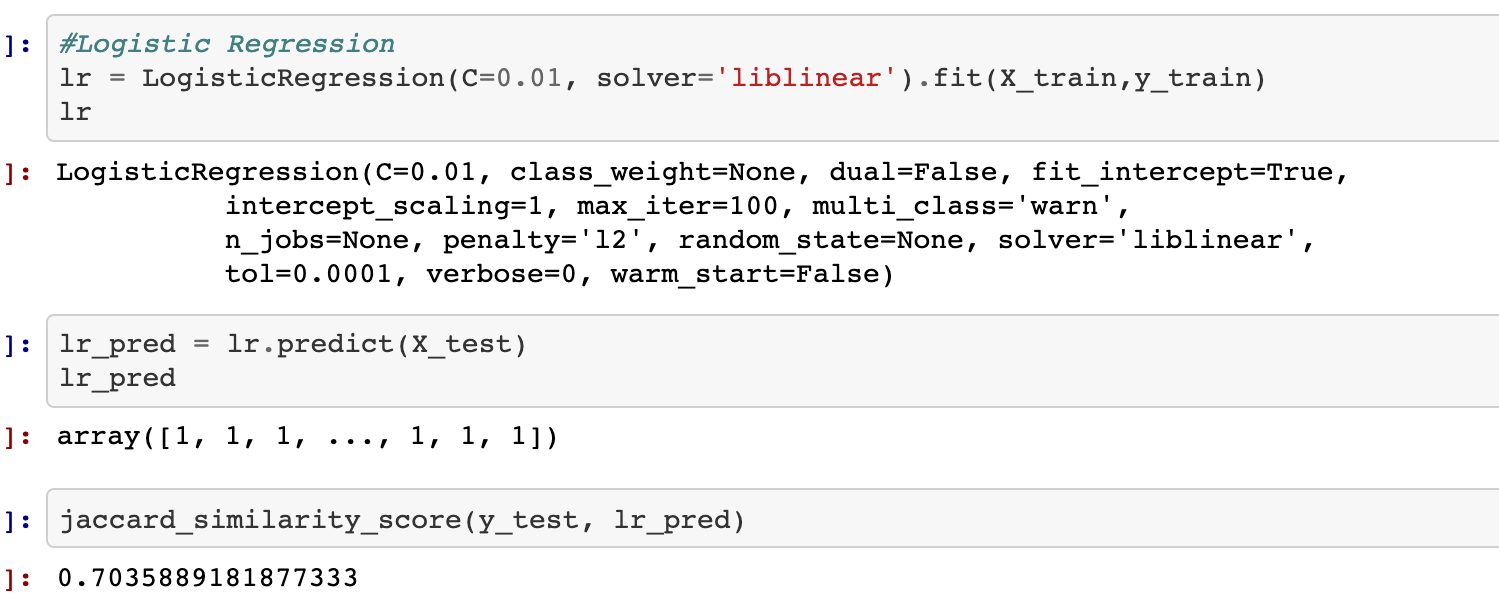 ]: #Logistic Regression
lr = LogisticRegression(C=0.01, solver='liblinear').fit(X_train,y_train)
lr
]: LogisticRegression(C=0.01, class_weight=None, dual=False, fit_intercept=True,
intercept_scaling=1, max_iter=100, multi_class='warn',
n_jobs=None, penalty='l2', random_state=None, solver='liblinear',
tol=0.0001, verbose=0, warm_start=False)
]: lr_pred = lr.predict(X_test)
lr_pred
]: array([1, 1, 1, ..., 1, 1, 1])
]: jaccard_similarity_score(y_test, lr_pred)
]: 0.7035889181877333